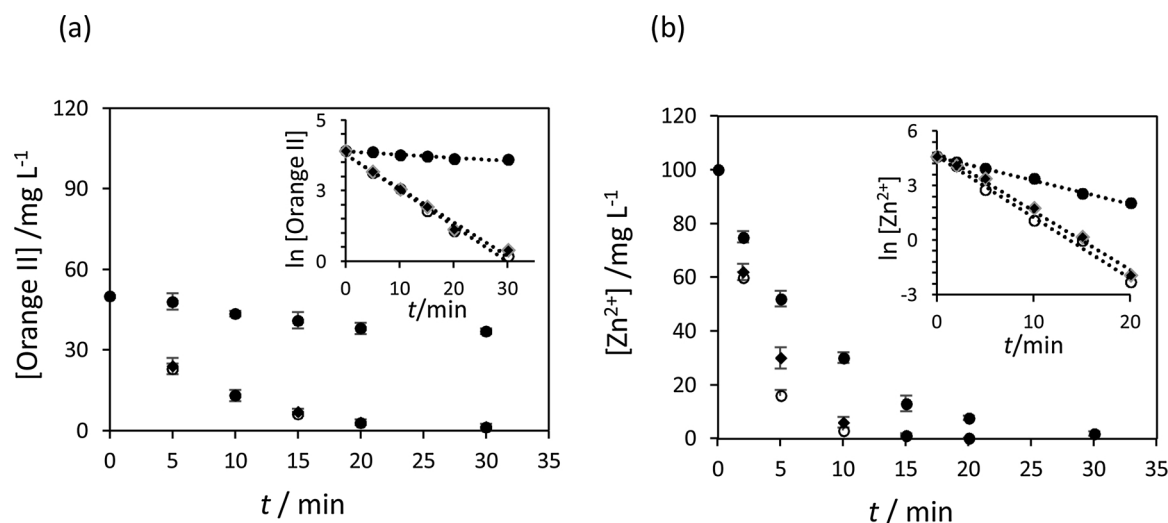 (a)
120
90
60
30
0
0 5 10 15 20 25 30 35
[Orange II] /mg L-1
t / min
5
3
0
0 10 20 30
ln [Orange II]
t/min
(b)
120
100
80
60
40
20
0
0 5 10 15 20 25 30 35
[Zn2+] /mg L-1
t / min
6
3
0
-3
0 10 20
ln [Zn2+]
t/min